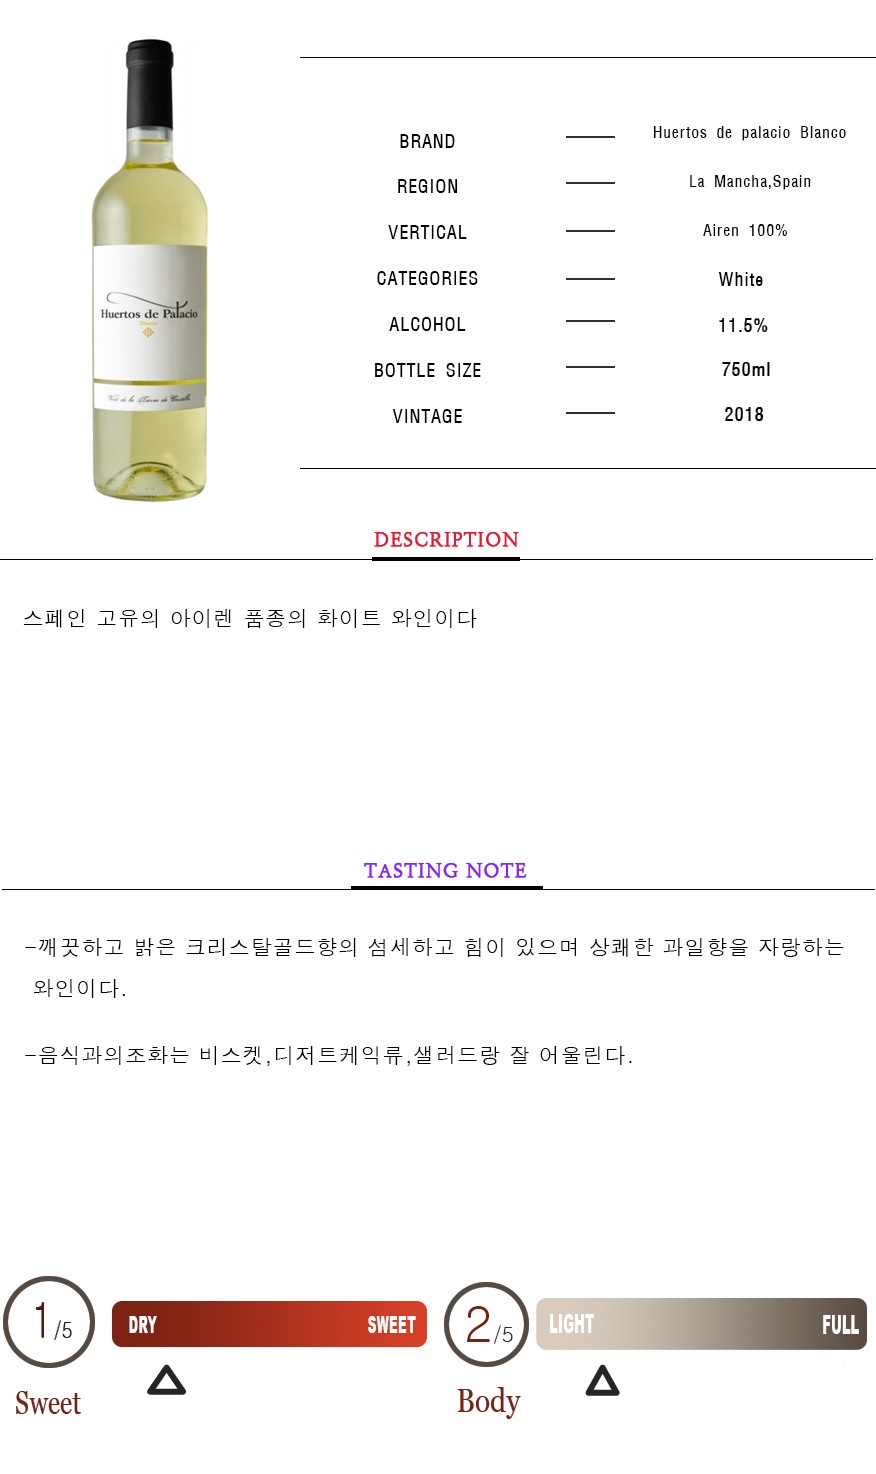 Huertos de Palacio
Blanco
Vino de la Tierra de Castilla
BRAND Huertos de palacio Blanco
REGION La Mancha,Spain
VERTICAL Airen 100%
CATEGORIES White
ALCOHOL 11.5%
BOTTLE SIZE 750ml
VINTAGE 2018
DESCRIPTION
스페인 고유의 아이렌 품종의 화이트 와인이다
TASTING NOTE
-깨끗하고 밝은 크리스탈골드향의 섬세하고 힘이 있으며 상쾌한 과일향을 자랑하는
와인이다.
-음식과의조화는 비스켓,디저트케익류,샐러드랑 잘 어울린다.
1/5 DRY SWEET 2/5 LIGHT FULL
Sweet Body